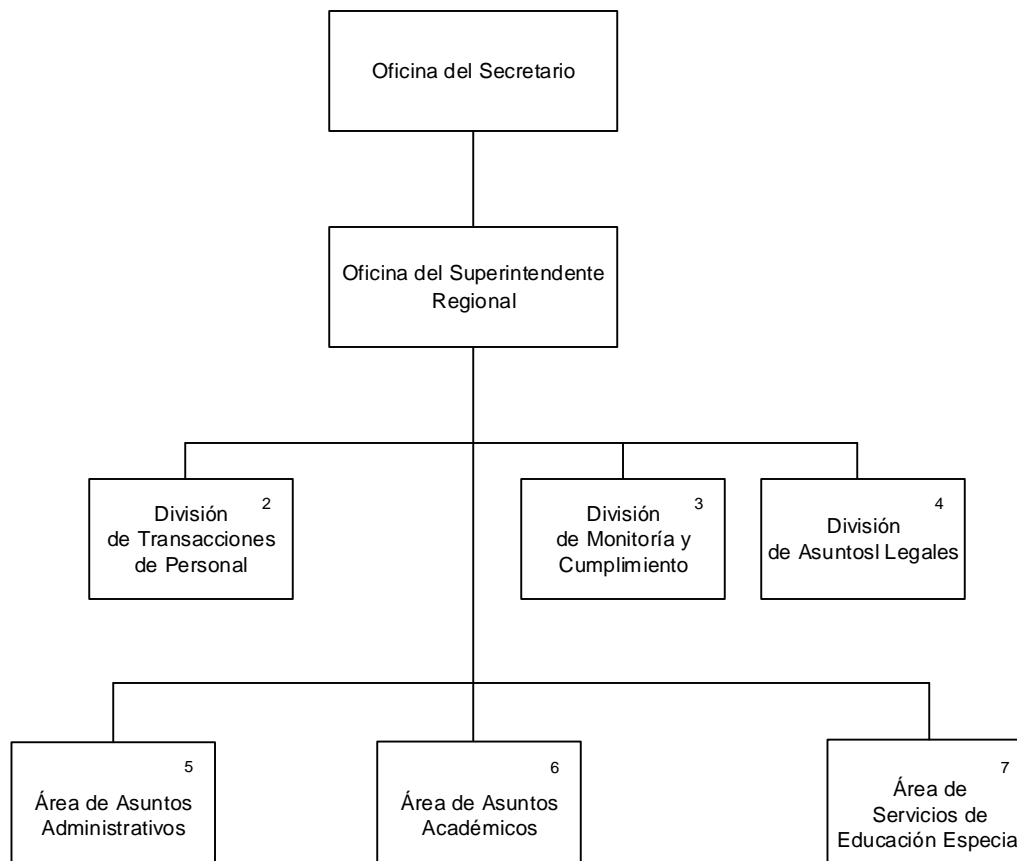 Oficina del Secretario
Oficina del Superintendente
Regional
2
División
de Transacciones
de Personal
3
División
de Monitoría y
Cumplimiento
4
División
de Asuntosl Legales
5
Área de Asuntos
Administrativos
6
Área de Asuntos
Académicos
7
Área de
Servicios de
Educación Especia